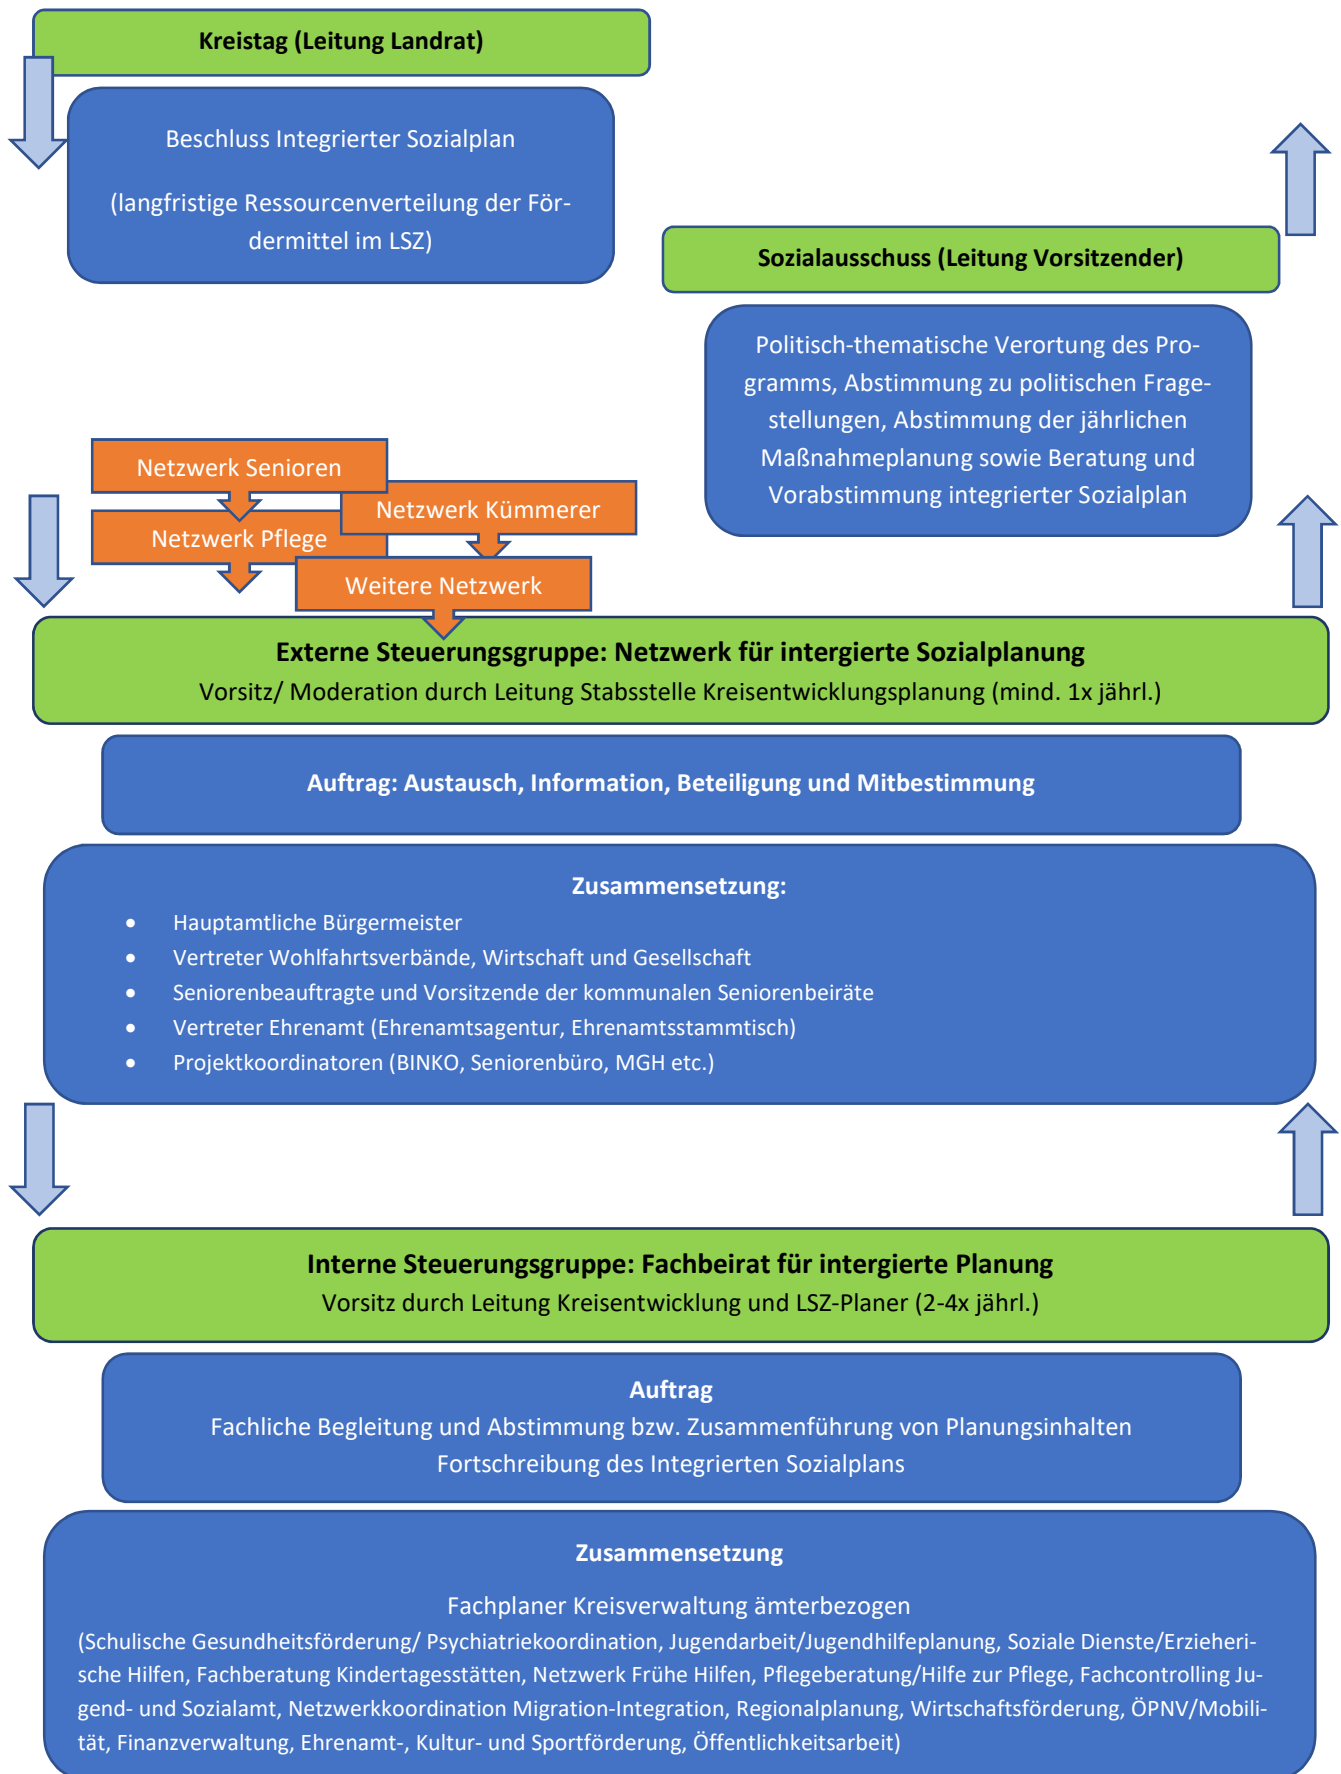 Kreistag (Leitung Landrat)
Beschluss Integrierter Sozialplan
(langfristige Ressourcenverteilung der För-
dermittel im LSZ)
Sozialausschuss (Leitung Vorsitzender)
Politisch-thematische Verortung des Pro-
gramms, Abstimmung zu politischen Frage-
stellungen, Abstimmung der jährlichen
Maßnahmeplanung sowie Beratung und
Vorabstimmung integrierter Sozialplan
Netzwerk Senioren
Netzwerk Kümmerer
Netzwerk Pflege
Weitere Netzwerk
Externe Steuerungsgruppe: Netzwerk für intergierte Sozialplanung
Vorsitz/ Moderation durch Leitung Stabsstelle Kreisentwicklungsplanung (mind. 1x jährl.)
Auftrag: Austausch, Information, Beteiligung und Mitbestimmung
Zusammensetzung:
• Hauptamtliche Bürgermeister
• Vertreter Wohlfahrtsverbände, Wirtschaft und Gesellschaft
• Seniorenbeauftragte und Vorsitzende der kommunalen Seniorenbeiräte
• Vertreter Ehrenamt (Ehrenamtsagentur, Ehrenamtsstammtisch)
• Projektkoordinatoren (BINKO, Seniorenbüro, MGH etc.)
Interne Steuerungsgruppe: Fachbeirat für intergierte Planung
Vorsitz durch Leitung Kreisentwicklung und LSZ-Planer (2-4x jährl.)
Auftrag
Fachliche Begleitung und Abstimmung bzw. Zusammenführung von Planungsinhalten
Fortschreibung des Integrierten Sozialplans
Zusammensetzung
Fachplaner Kreisverwaltung ämterbezogen
(Schulische Gesundheitsförderung/ Psychiatriekoordination, Jugendarbeit/Jugendhilfeplanung, Soziale Dienste/Erzieheri-
sche Hilfen, Fachberatung Kindertagesstätten, Netzwerk Frühe Hilfen, Pflegeberatung/Hilfe zur Pflege, Fachcontrolling Ju-
gend- und Sozialamt, Netzwerkkoordination Migration-Integration, Regionalplanung, Wirtschaftsförderung, ÖPNV/Mobili-
tät, Finanzverwaltung, Ehrenamt-, Kultur- und Sportförderung, Öffentlichkeitsarbeit)